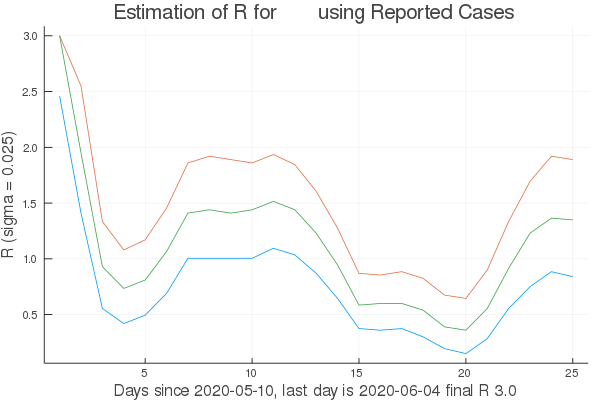 Estimation of R for using Reported Cases
R (sigma = 0.025)
3.0
2.5
2.0
1.5
1.0
0.5
5 10 15 20 25
Days since 2020-05-10, last day is 2020-06-04 final R 3.0